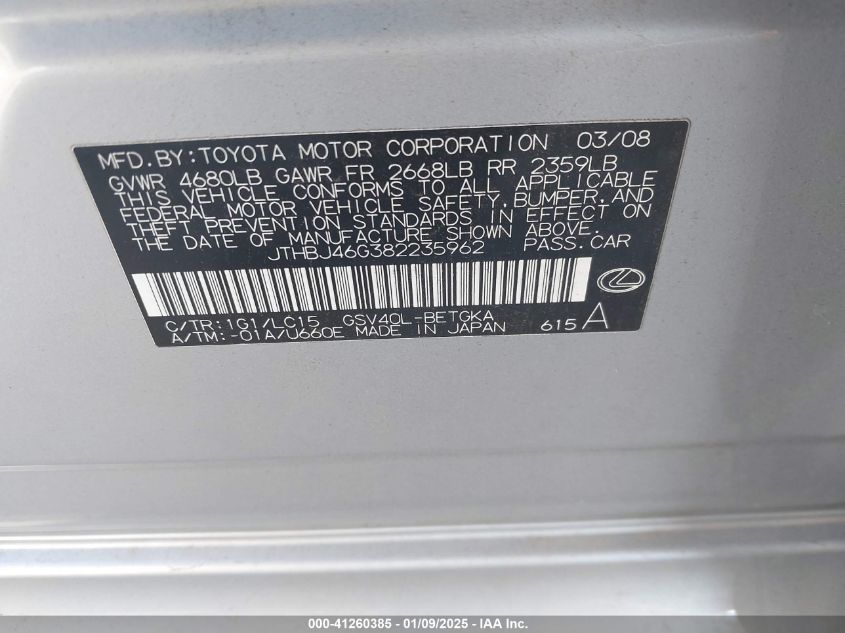 MFD. BY: TOYOTA MOTOR CORPORATION 03/08
GVWR 4680LB GAWR FR 2668LB RR 2359LB
THIS VEHICLE CONFORMS TO ALL APPLICABLE
FEDERAL MOTOR VEHICLE SAFETY, BUMPER, AND
THEFT PREVENTION STANDARDS IN EFFECT ON
THE DATE OF MANUFACTURE SHOWN ABOVE.
JTHBJ46G382235962 PASS. CAR
C/TR: 1G1/LC15 GSV40L-BETGKA
A/TM: -01A/U660E MADE IN JAPAN 615 A
000-41260385 - 01/09/2025 - IAA Inc.